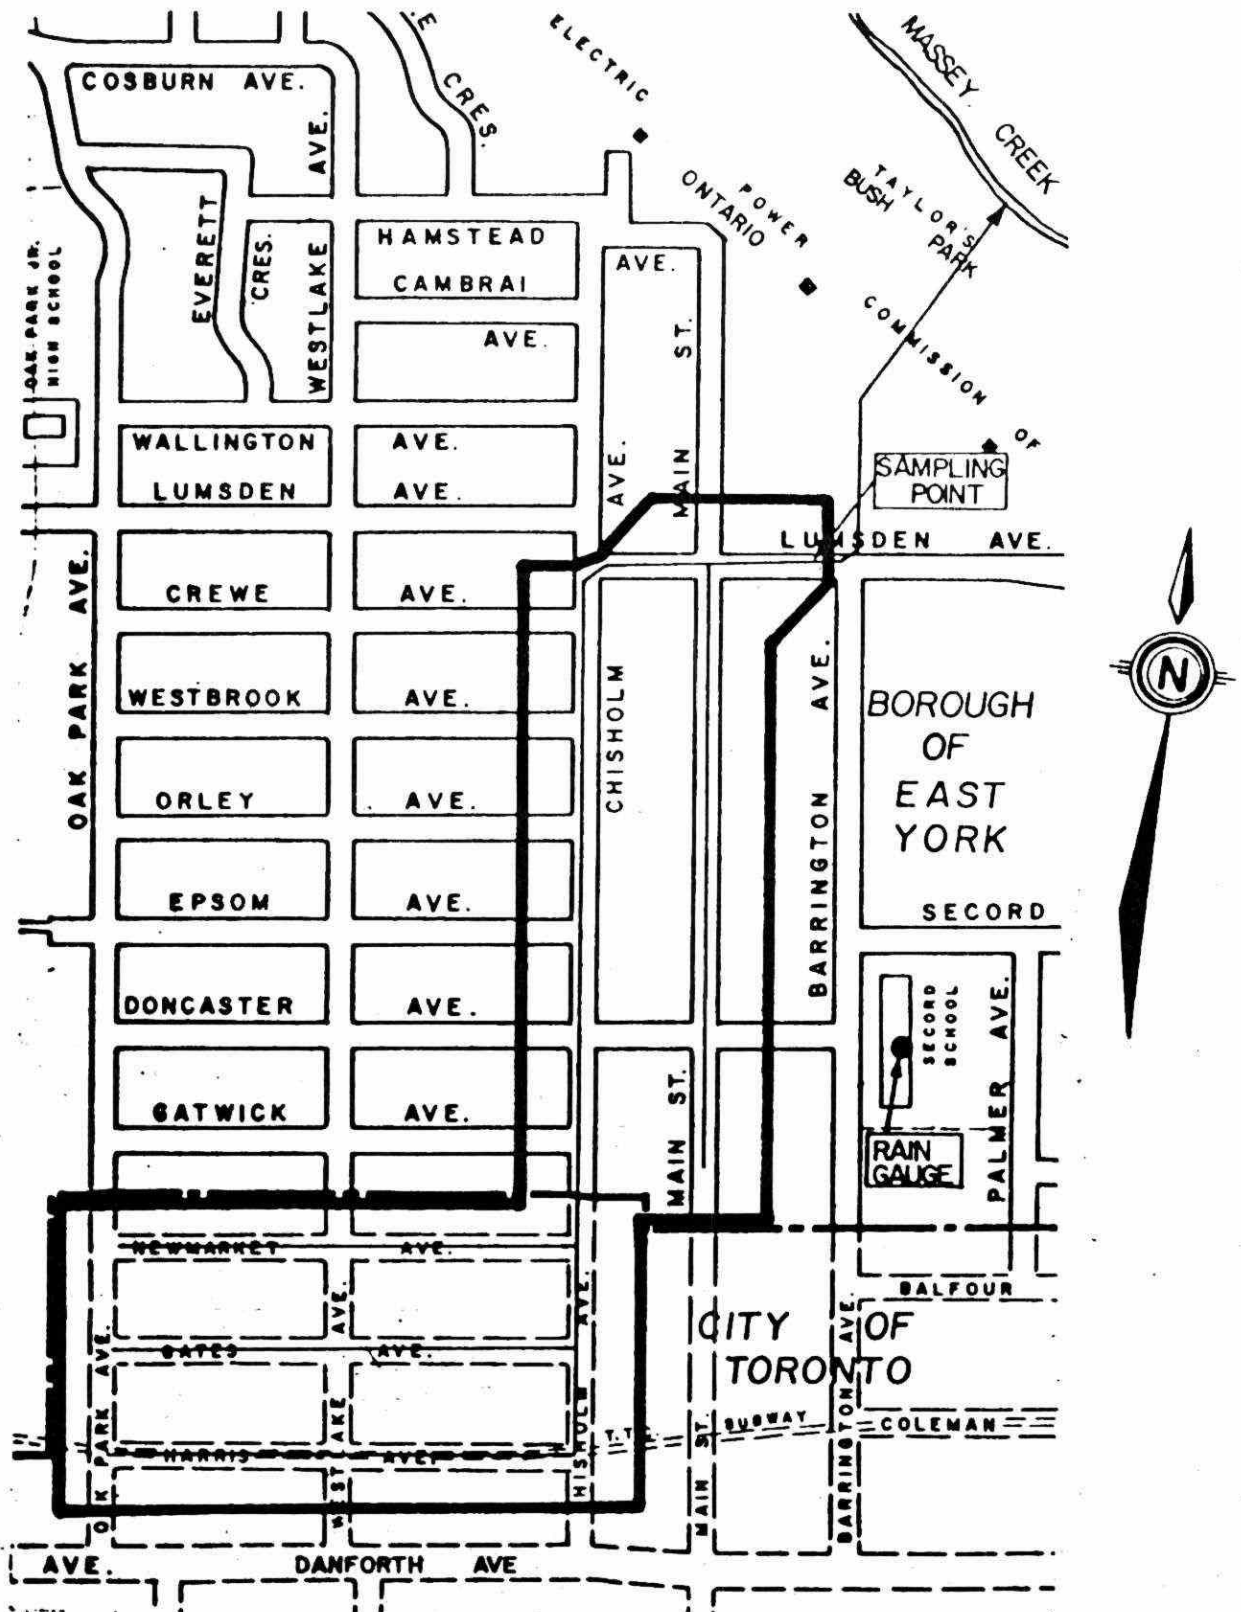 COSBURN AVE.
AVE.
.E
CRES.
ELECTRIC
MASSEY
CREEK
POWER
ONTARIO
TAYLOR'S
BUSH PARK
COMMISSION
OF
OAK PARK JR.
HIGH SCHOOL
EVERETT
CRES.
WESTLAKE
HAMSTEAD
AVE.
CAMBRAI
AVE.
MAIN ST.
AVE.
WALLINGTON AVE.
LUMSDEN AVE.
SAMPLING
POINT
LUMSDEN AVE.
OAK PARK AVE.
CREWE AVE.
WESTBROOK AVE.
CHISHOLM
BARRINGTON AVE.
BOROUGH
OF
EAST
YORK
N
ORLEY AVE.
EPSOM AVE.
SECORD
DONCASTER AVE.
SECORD
SCHOOL
PALMER AVE.
GATWICK AVE.
MAIN ST.
RAIN
GAUGE
NEWMARKET AVE.
BALFOUR
CITY OF
TORONTO
GATES AVE.
OAK PARK AVE.
WESTLAKE AVE.
CHISHOLM AVE.
MAIN ST.
BARRINGTON AVE.
T.T.
SUBWAY
COLEMAN
HARRIS AVE.
AVE.
DANFORTH AVE